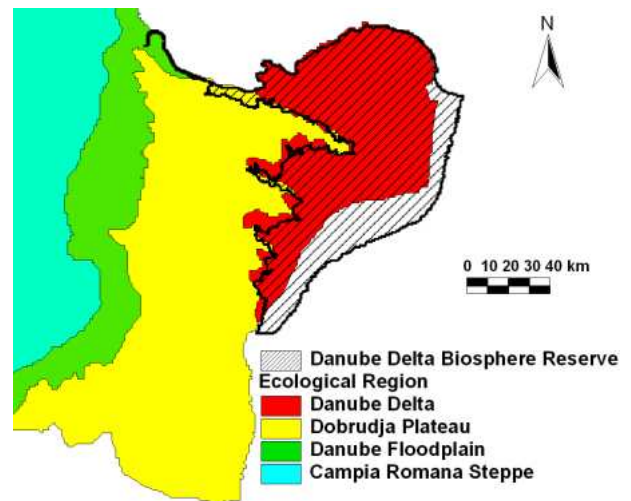 N
0 10 20 30 40 km
Danube Delta Biosphere Reserve
Ecological Region
Danube Delta
Dobrudja Plateau
Danube Floodplain
Campia Romana Steppe